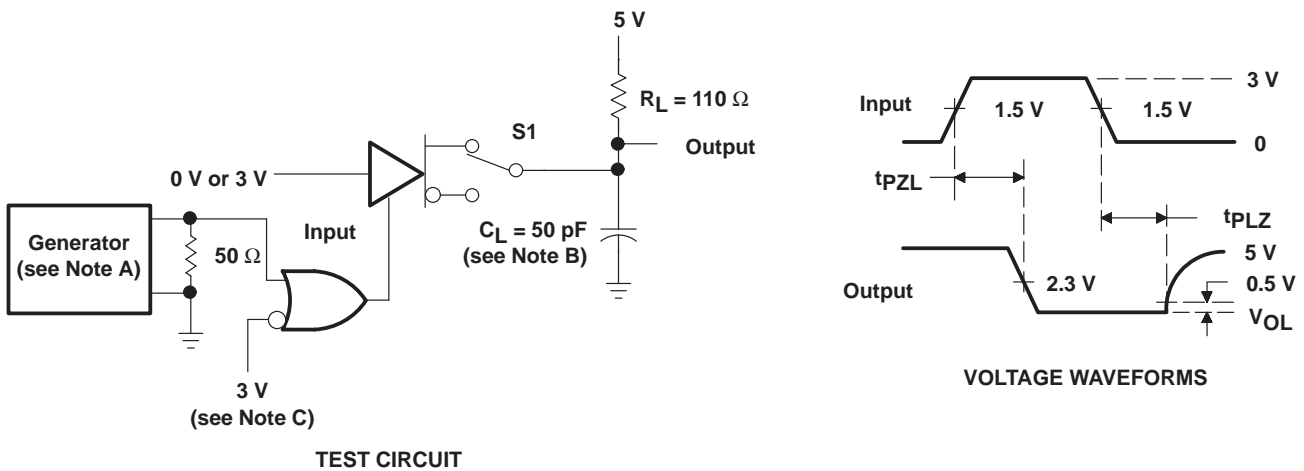 5 V
RL = 110 Ω
S1
Output
0 V or 3 V
Generator
(see Note A)
50 Ω
Input
CL = 50 pF
(see Note B)
3 V
(see Note C)
TEST CIRCUIT
Input
1.5 V
1.5 V
3 V
0
tPZL
tPLZ
Output
2.3 V
5 V
0.5 V
VOL
VOLTAGE WAVEFORMS